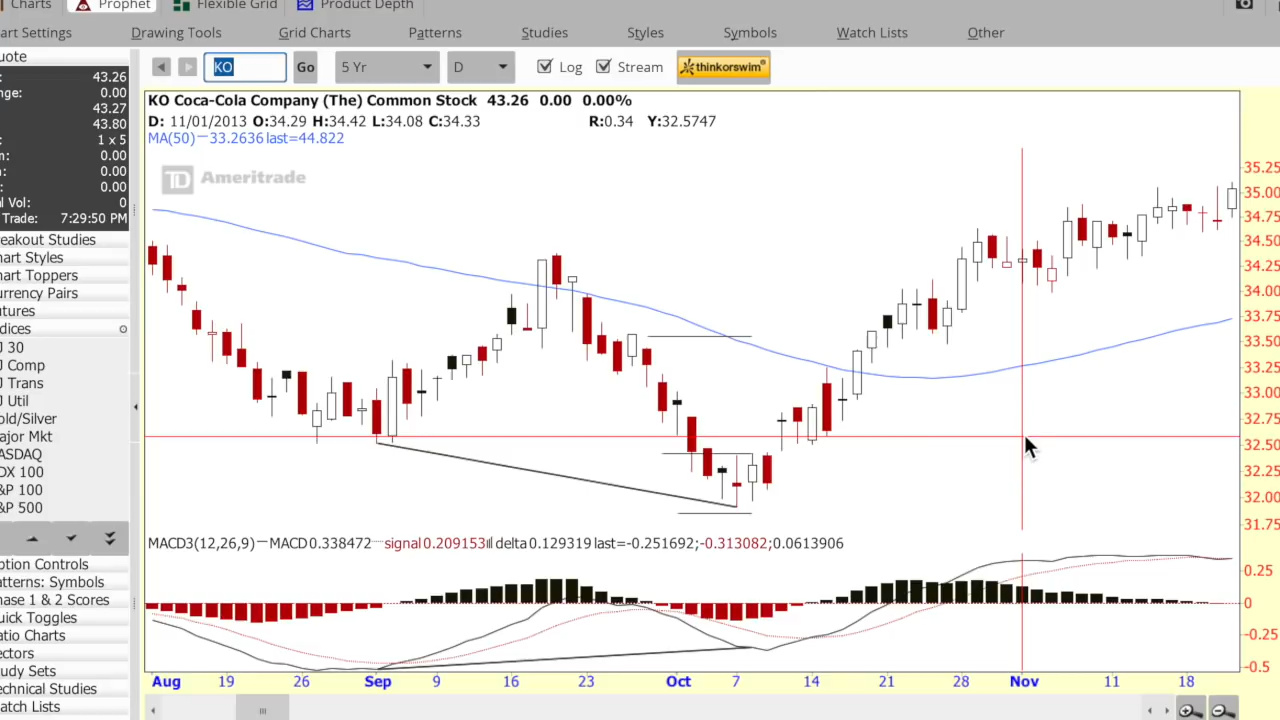 Charts Prophet Flexible Grid Product Depth
art Settings Drawing Tools Grid Charts Patterns Studies Styles Symbols Watch Lists Other
uote
KO Go 5 Yr D Log Stream thinkorswim®
: 43.26
nge: 0.00
: 43.27
: 43.80
: 1 x 5
m: 0.00
n: 0.00
: 0.00
al Vol: 0
Trade: 7:29:50 PM
reakout Studies
hart Styles
hart Toppers
urrency Pairs
utures
dices
J 30
J Comp
J Trans
J Util
old/Silver
ajor Mkt
ASDAQ
DX 100
&P 100
&P 500
ption Controls
atterns: Symbols
hase 1 & 2 Scores
uick Toggles
atio Charts
ectors
udy Sets
echnical Studies
atch Lists
KO Coca-Cola Company (The) Common Stock 43.26 0.00 0.00%
D: 11/01/2013 O:34.29 H:34.42 L:34.08 C:34.33 R:0.34 Y:32.5747
MA(50) 33.2636 last=44.822
TD Ameritrade
35.25
35.00
34.75
34.50
34.25
34.00
33.75
33.50
33.25
33.00
32.75
32.50
32.25
32.00
31.75
MACD3(12,26,9) MACD 0.338472 signal 0.209153 delta 0.129319 last=-0.251692;-0.313082;0.0613906
0.25
0
-0.25
-0.5
Aug 19 26 Sep 9 16 23 Oct 7 14 21 28 Nov 11 18